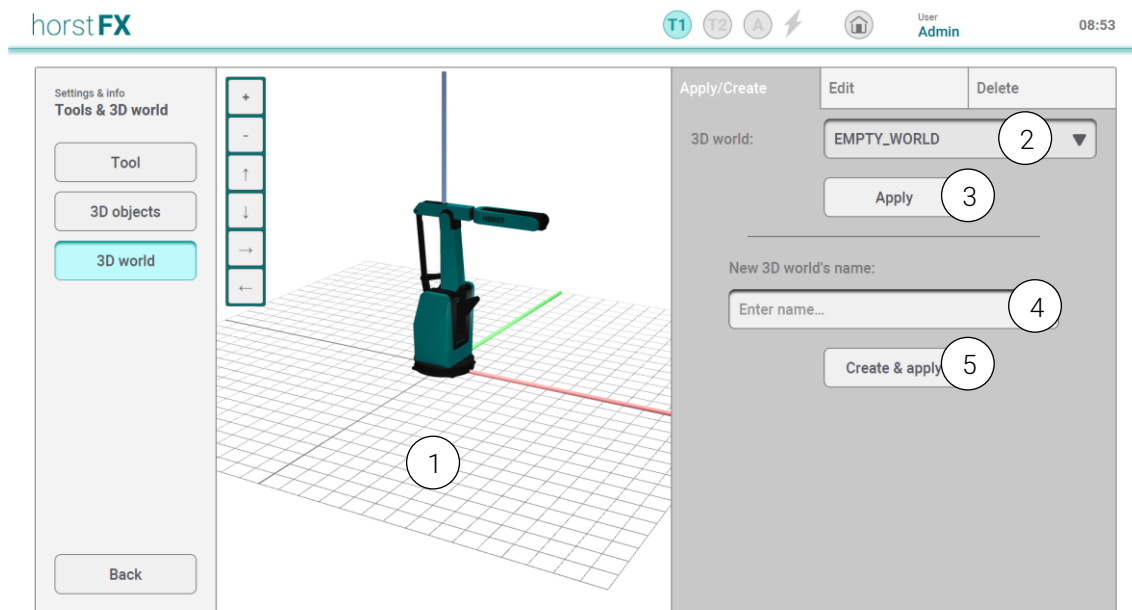 horstFX
T1
T2
A
User
Admin
08:53
Settings & info
Tools & 3D world
Tool
3D objects
3D world
Back
+
-
↑
↓
→
←
HORST
1
Apply/Create
Edit
Delete
3D world:
EMPTY_WORLD
2
▼
Apply
3
New 3D world's name:
Enter name...
4
Create & apply
5